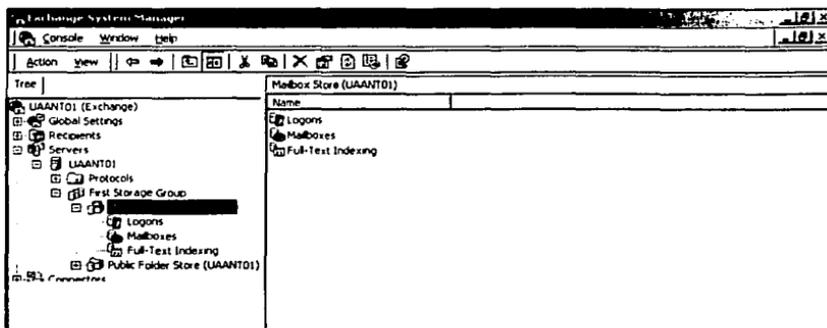 Exchange System Manager
Console Window Help
Action View
Tree
Mailbox Store (UAANT01)
UAANT01 (Exchange)
Name
Global Settings
Logons
Recipients
Mailboxes
Servers
Full-Text Indexing
UAANT01
Protocols
First Storage Group
Logons
Mailboxes
Full-Text Indexing
Public Folder Store (UAANT01)
Connectors